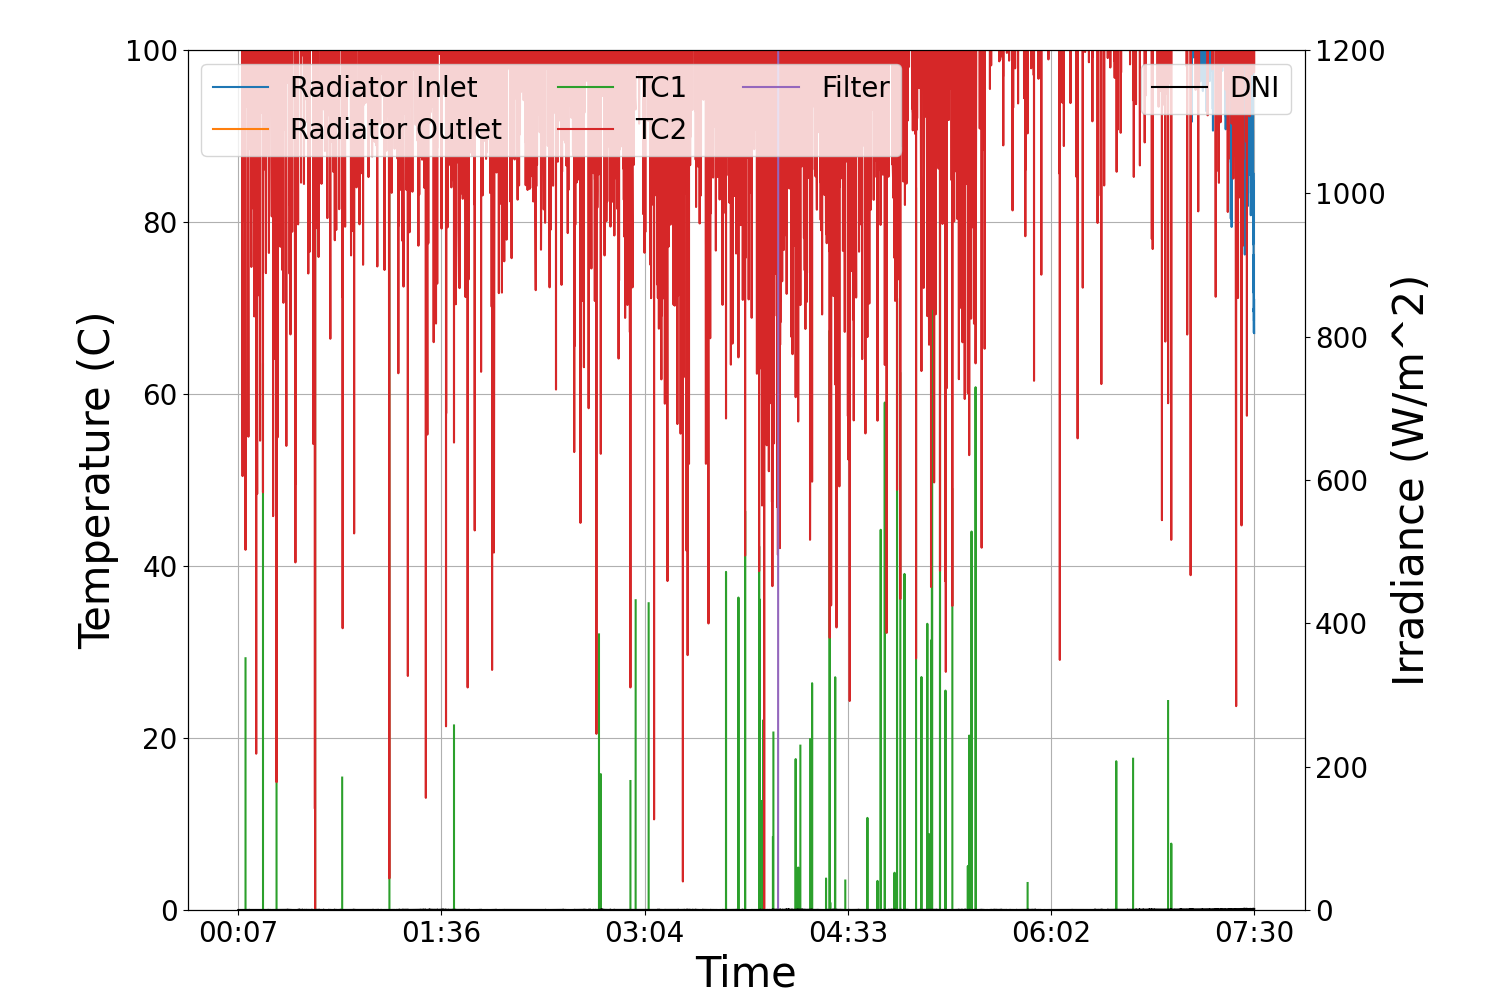 100
80
60
40
20
0
Temperature (C)
Radiator Inlet
Radiator Outlet
TC1
TC2
Filter
DNI
1200
1000
800
600
400
200
0
Irradiance (W/m^2)
00:07
01:36
03:04
04:33
06:02
07:30
Time